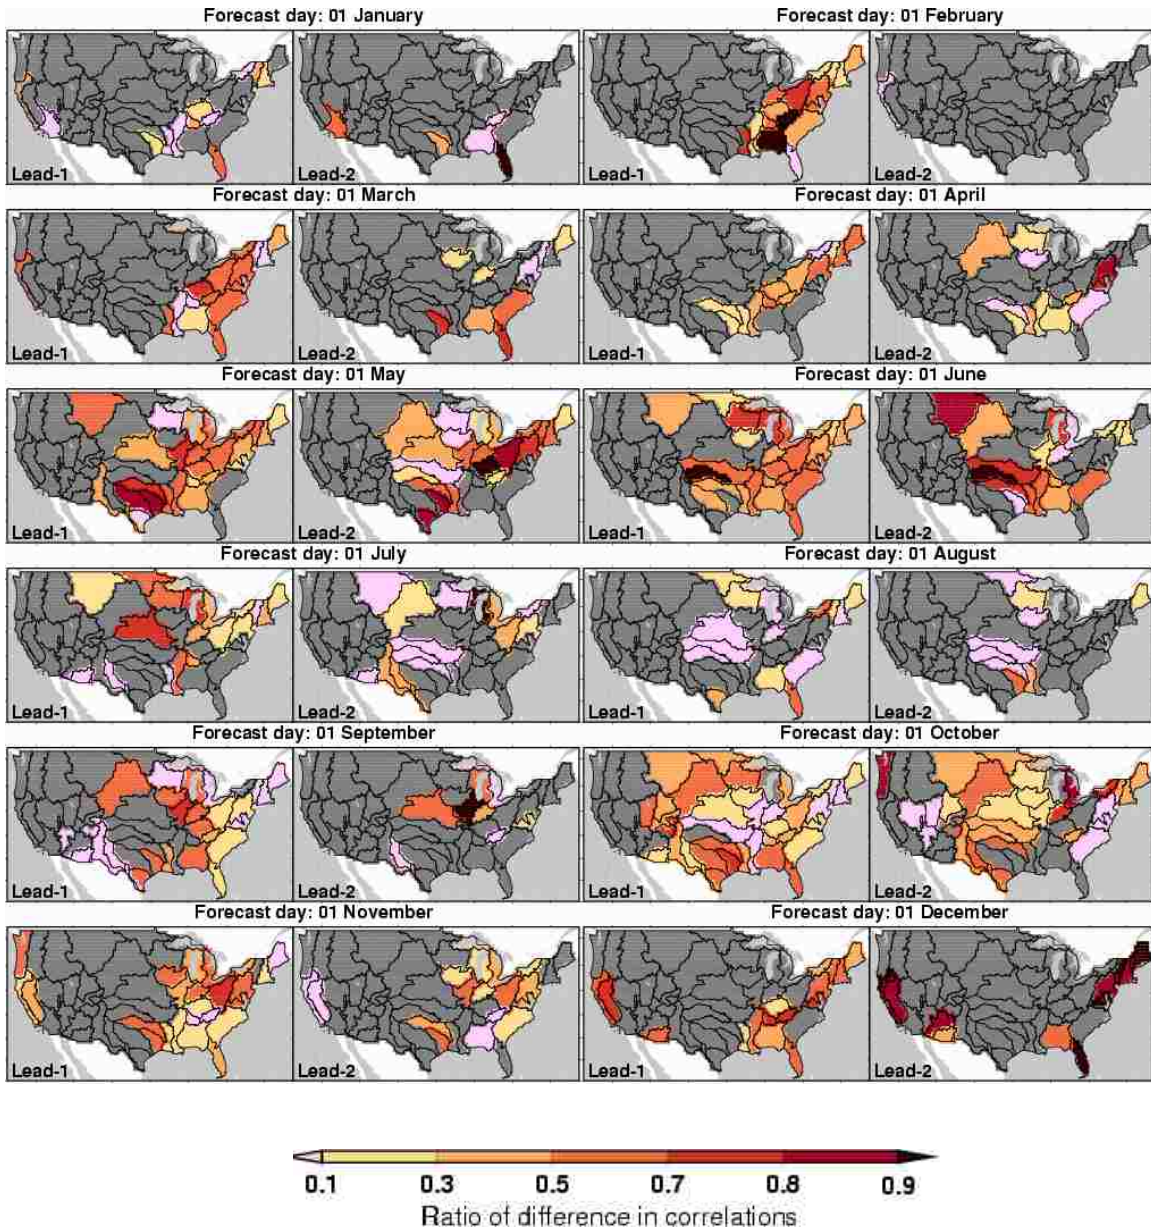 Forecast day: 01 January
Forecast day: 01 February
Lead-1
Lead-2
Lead-1
Lead-2
Forecast day: 01 March
Forecast day: 01 April
Lead-1
Lead-2
Lead-1
Lead-2
Forecast day: 01 May
Forecast day: 01 June
Lead-1
Lead-2
Lead-1
Lead-2
Forecast day: 01 July
Forecast day: 01 August
Lead-1
Lead-2
Lead-1
Lead-2
Forecast day: 01 September
Forecast day: 01 October
Lead-1
Lead-2
Lead-1
Lead-2
Forecast day: 01 November
Forecast day: 01 December
Lead-1
Lead-2
Lead-1
Lead-2
0.1 0.3 0.5 0.7 0.8 0.9
Ratio of difference in correlations